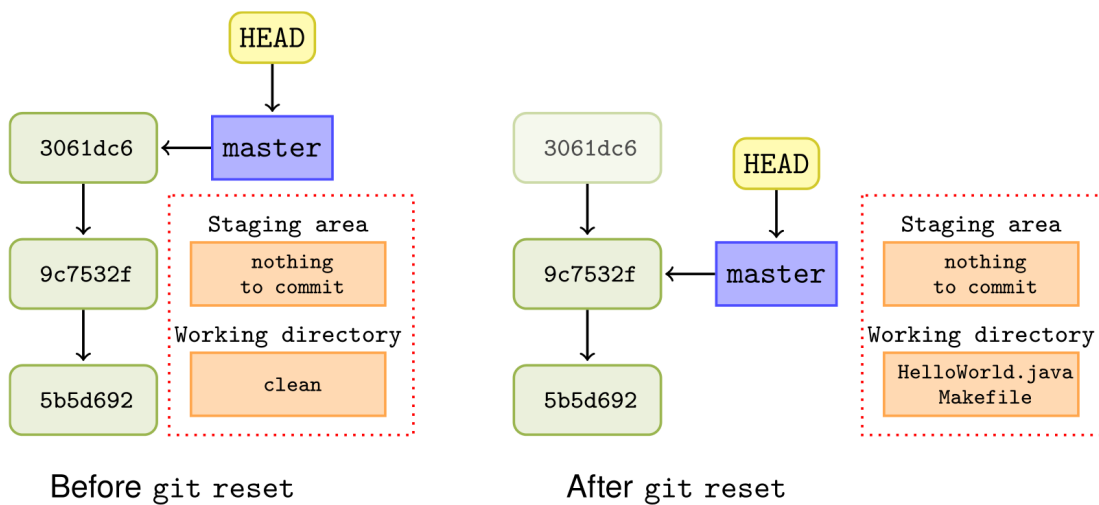 HEAD
3061dc6
master
Staging area
nothing
to commit
9c7532f
Working directory
clean
5b5d692
Before git reset
3061dc6
HEAD
Staging area
nothing
to commit
9c7532f
master
Working directory
HelloWorld.java
Makefile
5b5d692
After git reset